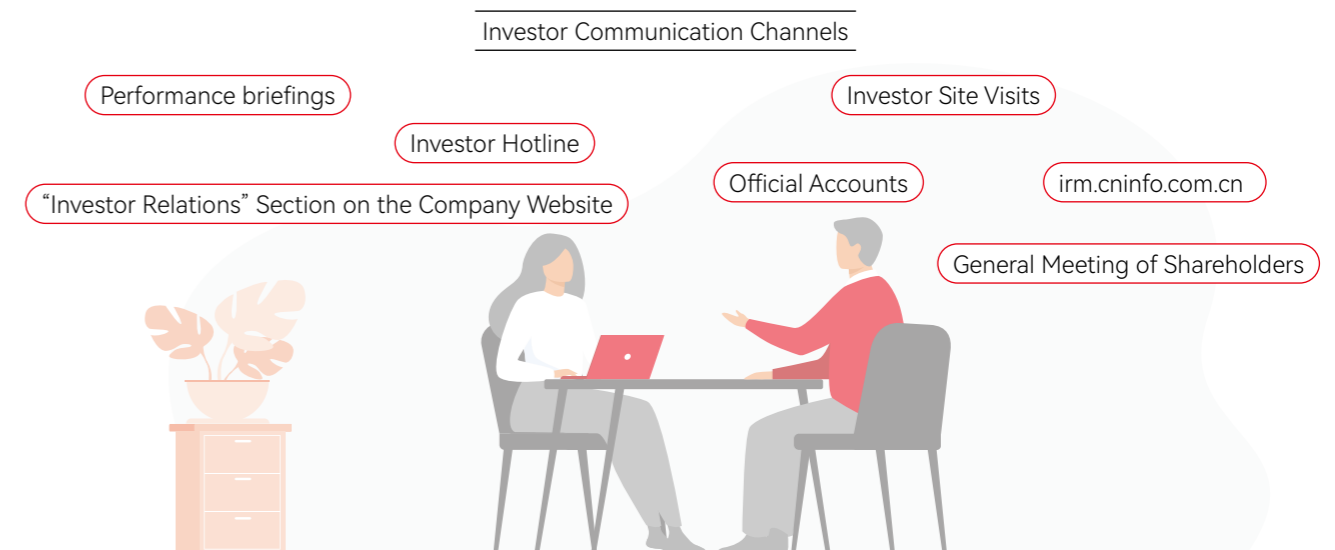 Investor Communication Channels
Performance briefings
Investor Site Visits
Investor Hotline
Official Accounts
irm.cninfo.com.cn
“Investor Relations” Section on the Company Website
General Meeting of Shareholders